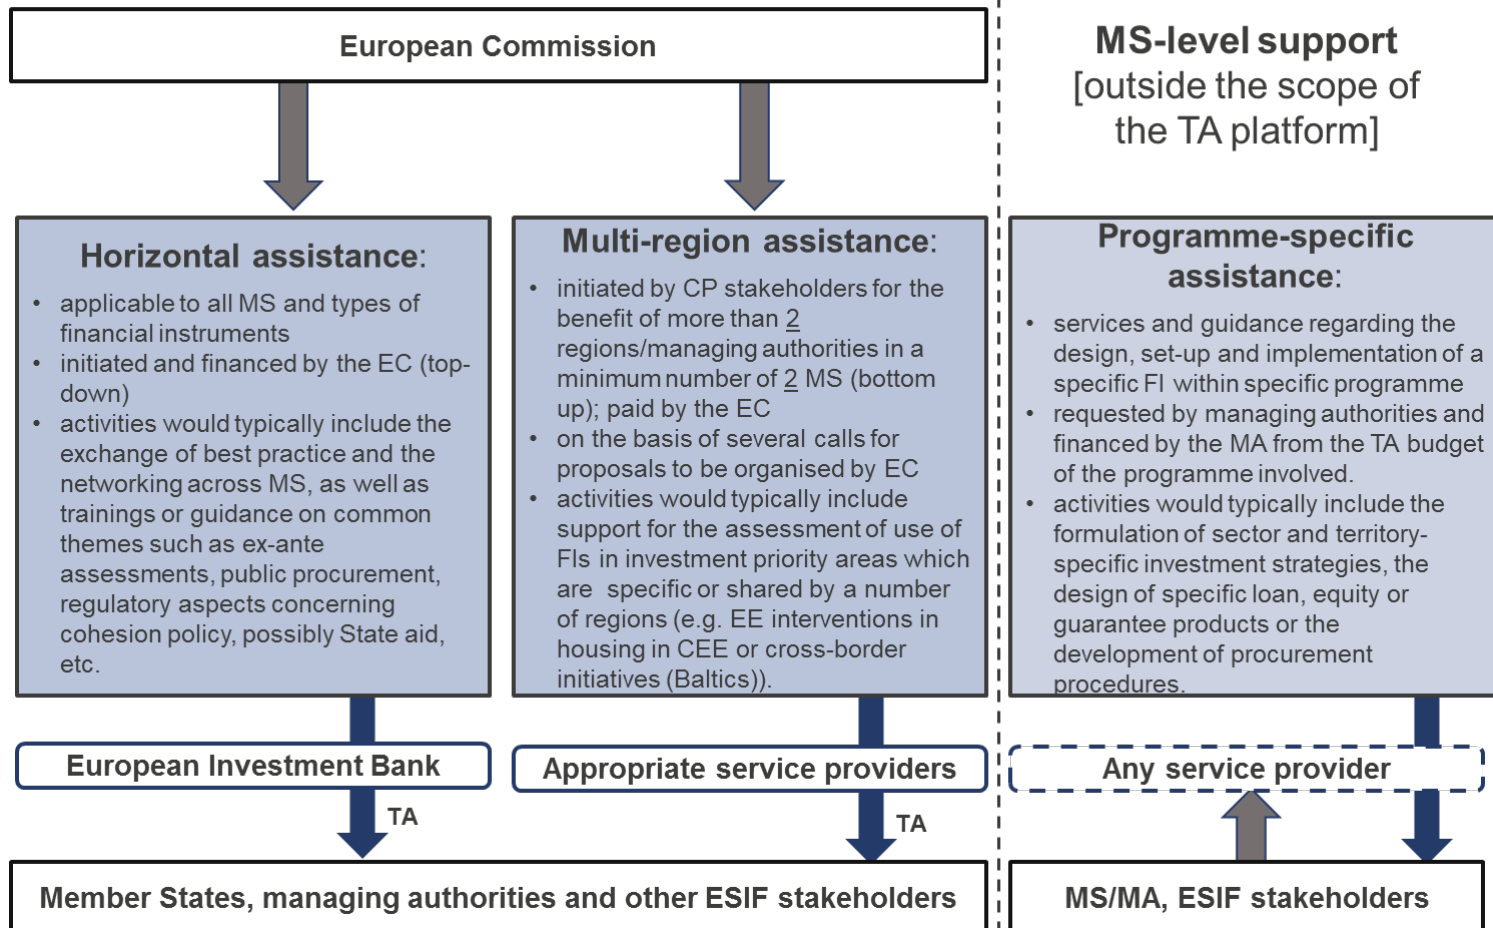 European Commission
MS-level support
[outside the scope of
the TA platform]
Horizontal assistance:
• applicable to all MS and types of
financial instruments
• initiated and financed by the EC (top-
down)
• activities would typically include the
exchange of best practice and the
networking across MS, as well as
trainings or guidance on common
themes such as ex-ante
assessments, public procurement,
regulatory aspects concerning
cohesion policy, possibly State aid,
etc.
Multi-region assistance:
• initiated by CP stakeholders for the
benefit of more than 2
regions/managing authorities in a
minimum number of 2 MS (bottom
up); paid by the EC
• on the basis of several calls for
proposals to be organised by EC
• activities would typically include
support for the assessment of use of
FIs in investment priority areas which
are specific or shared by a number
of regions (e.g. EE interventions in
housing in CEE or cross-border
initiatives (Baltics)).
Programme-specific
assistance:
• services and guidance regarding the
design, set-up and implementation of a
specific FI within specific programme
• requested by managing authorities and
financed by the MA from the TA budget
of the programme involved.
• activities would typically include the
formulation of sector and territory-
specific investment strategies, the
design of specific loan, equity or
guarantee products or the
development of procurement
procedures.
European Investment Bank
Appropriate service providers
Any service provider
TA
TA
Member States, managing authorities and other ESIF stakeholders
MS/MA, ESIF stakeholders